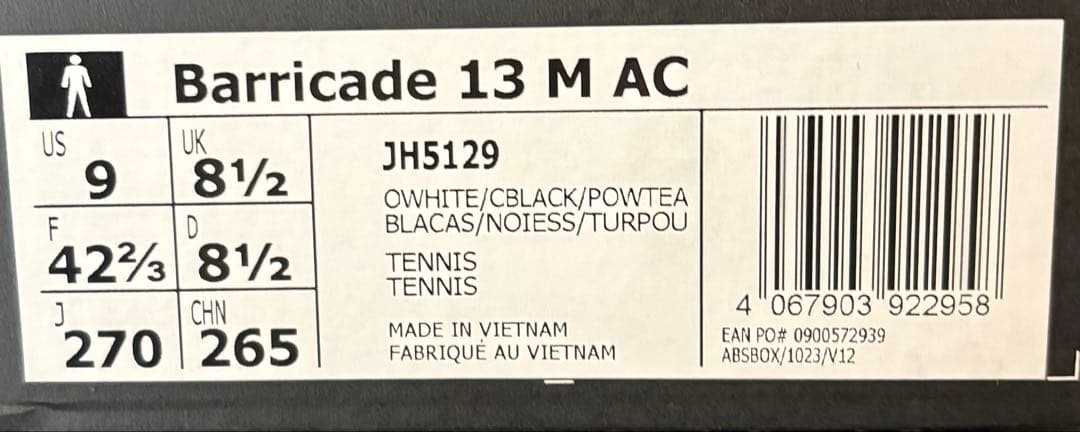 Barricade 13 M AC
US
9
UK
8½
F
42⅔
D
8½
J
270
CHN
265
JH5129
OWHITE/CBLACK/POWTEA
BLACAS/NOIESS/TURPOU
TENNIS
TENNIS
MADE IN VIETNAM
FABRIQUÉ AU VIETNAM
4 067903 922958
EAN PO# 0900572939
ABSBOX/1023/V12